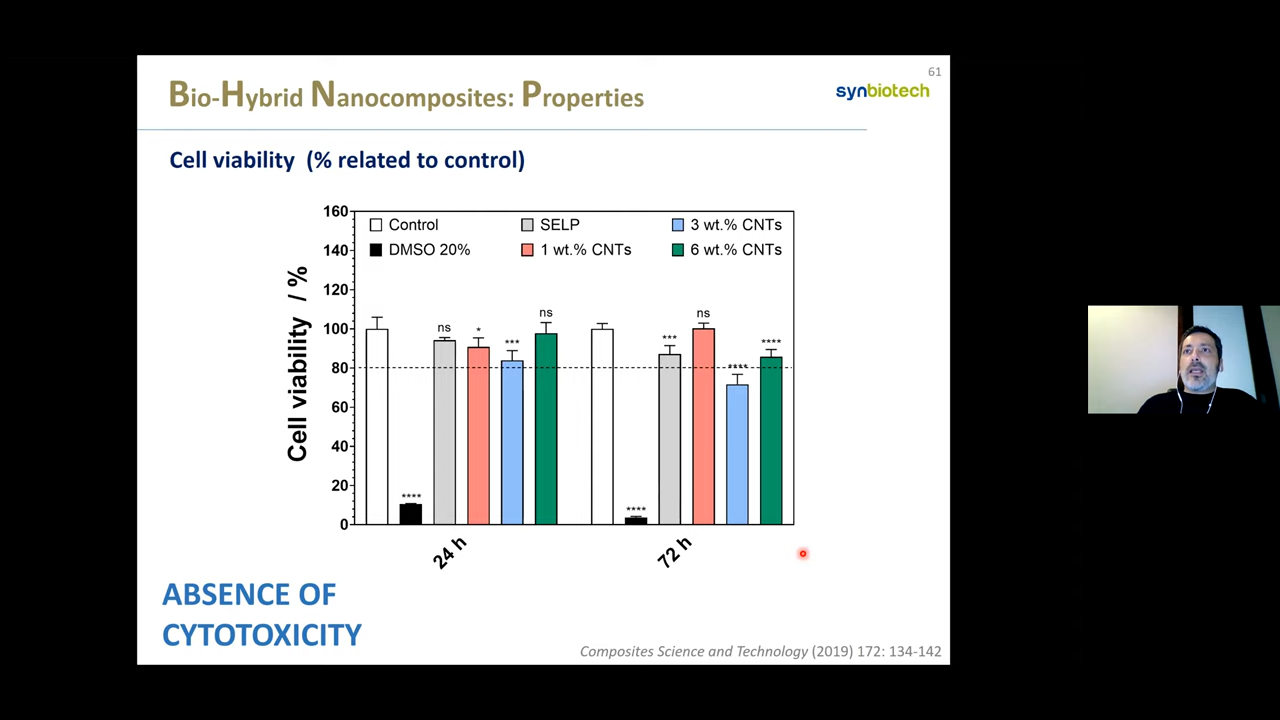 61
Bio-Hybrid Nanocomposites: Properties
synbiotech
Cell viability (% related to control)
Cell viability / %
160
140
120
100
80
60
40
20
0
Control
SELP
3 wt.% CNTs
DMSO 20%
1 wt.% CNTs
6 wt.% CNTs
****
ns
*
***
ns
****
***
ns
****
****
24 h
72 h
ABSENCE OF
CYTOTOXICITY
Composites Science and Technology (2019) 172: 134-142